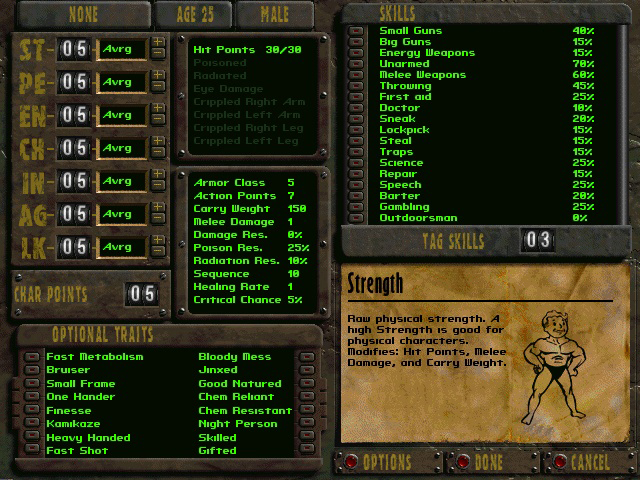 NONE
AGE 25
MALE
ST 05 Avrg
PE 05 Avrg
EN 05 Avrg
CH 05 Avrg
IN 05 Avrg
AG 05 Avrg
LK 05 Avrg
CHAR POINTS 05
Hit Points 30/30
Poisoned
Radiated
Eye Damage
Crippled Right Arm
Crippled Left Arm
Crippled Right Leg
Crippled Left Leg
Armor Class 5
Action Points 7
Carry Weight 150
Melee Damage 1
Damage Res. 0%
Poison Res. 25%
Radiation Res. 10%
Sequence 10
Healing Rate 1
Critical Chance 5%
OPTIONAL TRAITS
Fast Metabolism Bloody Mess
Bruiser Jinxed
Small Frame Good Natured
One Hander Chem Reliant
Finesse Chem Resistant
Kamikaze Night Person
Heavy Handed Skilled
Fast Shot Gifted
SKILLS
Small Guns 40%
Big Guns 15%
Energy Weapons 15%
Unarmed 70%
Melee Weapons 60%
Throwing 45%
First aid 25%
Doctor 10%
Sneak 20%
Lockpick 15%
Steal 15%
Traps 15%
Science 25%
Repair 15%
Speech 25%
Barter 20%
Gambling 25%
Outdoorsman 0%
TAG SKILLS 03
Strength
Raw physical strength. A
high Strength is good for
physical characters.
Modifies: Hit Points, Melee
Damage, and Carry Weight.
OPTIONS
DONE
CANCEL